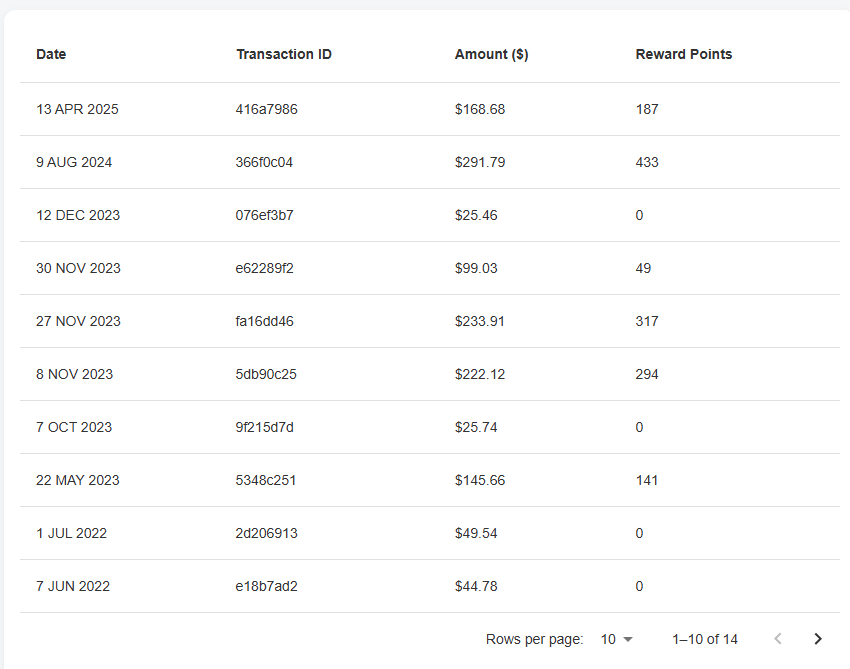 Date Transaction ID Amount ($) Reward Points
13 APR 2025 416a7986 $168.68 187
9 AUG 2024 366f0c04 $291.79 433
12 DEC 2023 076ef3b7 $25.46 0
30 NOV 2023 e62289f2 $99.03 49
27 NOV 2023 fa16dd46 $233.91 317
8 NOV 2023 5db90c25 $222.12 294
7 OCT 2023 9f215d7d $25.74 0
22 MAY 2023 5348c251 $145.66 141
1 JUL 2022 2d206913 $49.54 0
7 JUN 2022 e18b7ad2 $44.78 0
Rows per page: 10 1–10 of 14